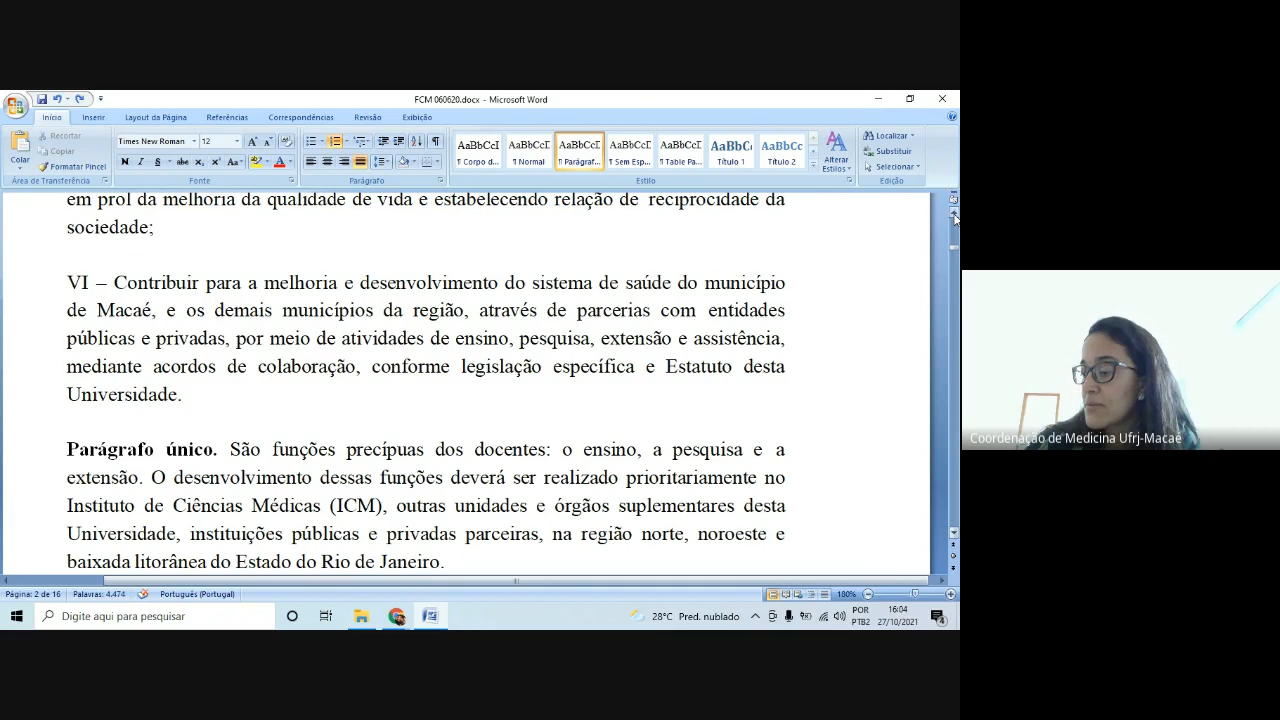 FCM 060620.docx - Microsoft Word
Início Inserir Layout da Página Referências Correspondências Revisão Exibição
Colar
Recortar
Copiar
Formatar Pincel
Área de Transferência
Times New Roman 12
Fonte
Parágrafo
AaBbCcI AaBbCcD AaBbCcI AaBbCcD AaBbCcI AaBbC AaBbCc
¶ Corpo d... ¶ Normal ¶ Parágraf... ¶ Sem Esp... ¶ Table Pa... Título 1 Título 2
Alterar Estilos
Estilo
Localizar
Substituir
Selecionar
Edição
em prol da melhoria da qualidade de vida e estabelecendo relação de reciprocidade da
sociedade;
VI – Contribuir para a melhoria e desenvolvimento do sistema de saúde do município
de Macaé, e os demais municípios da região, através de parcerias com entidades
públicas e privadas, por meio de atividades de ensino, pesquisa, extensão e assistência,
mediante acordos de colaboração, conforme legislação específica e Estatuto desta
Universidade.
Parágrafo único. São funções precípuas dos docentes: o ensino, a pesquisa e a
extensão. O desenvolvimento dessas funções deverá ser realizado prioritariamente no
Instituto de Ciências Médicas (ICM), outras unidades e órgãos suplementares desta
Universidade, instituições públicas e privadas parceiras, na região norte, noroeste e
baixada litorânea do Estado do Rio de Janeiro.
Página: 2 de 16 Palavras: 4.474 Português (Portugal) 180%
Digite aqui para pesquisar 28°C Pred. nublado POR PTB2 16:04 27/10/2021 4
Coordenação de Medicina Ufrj-Macaé